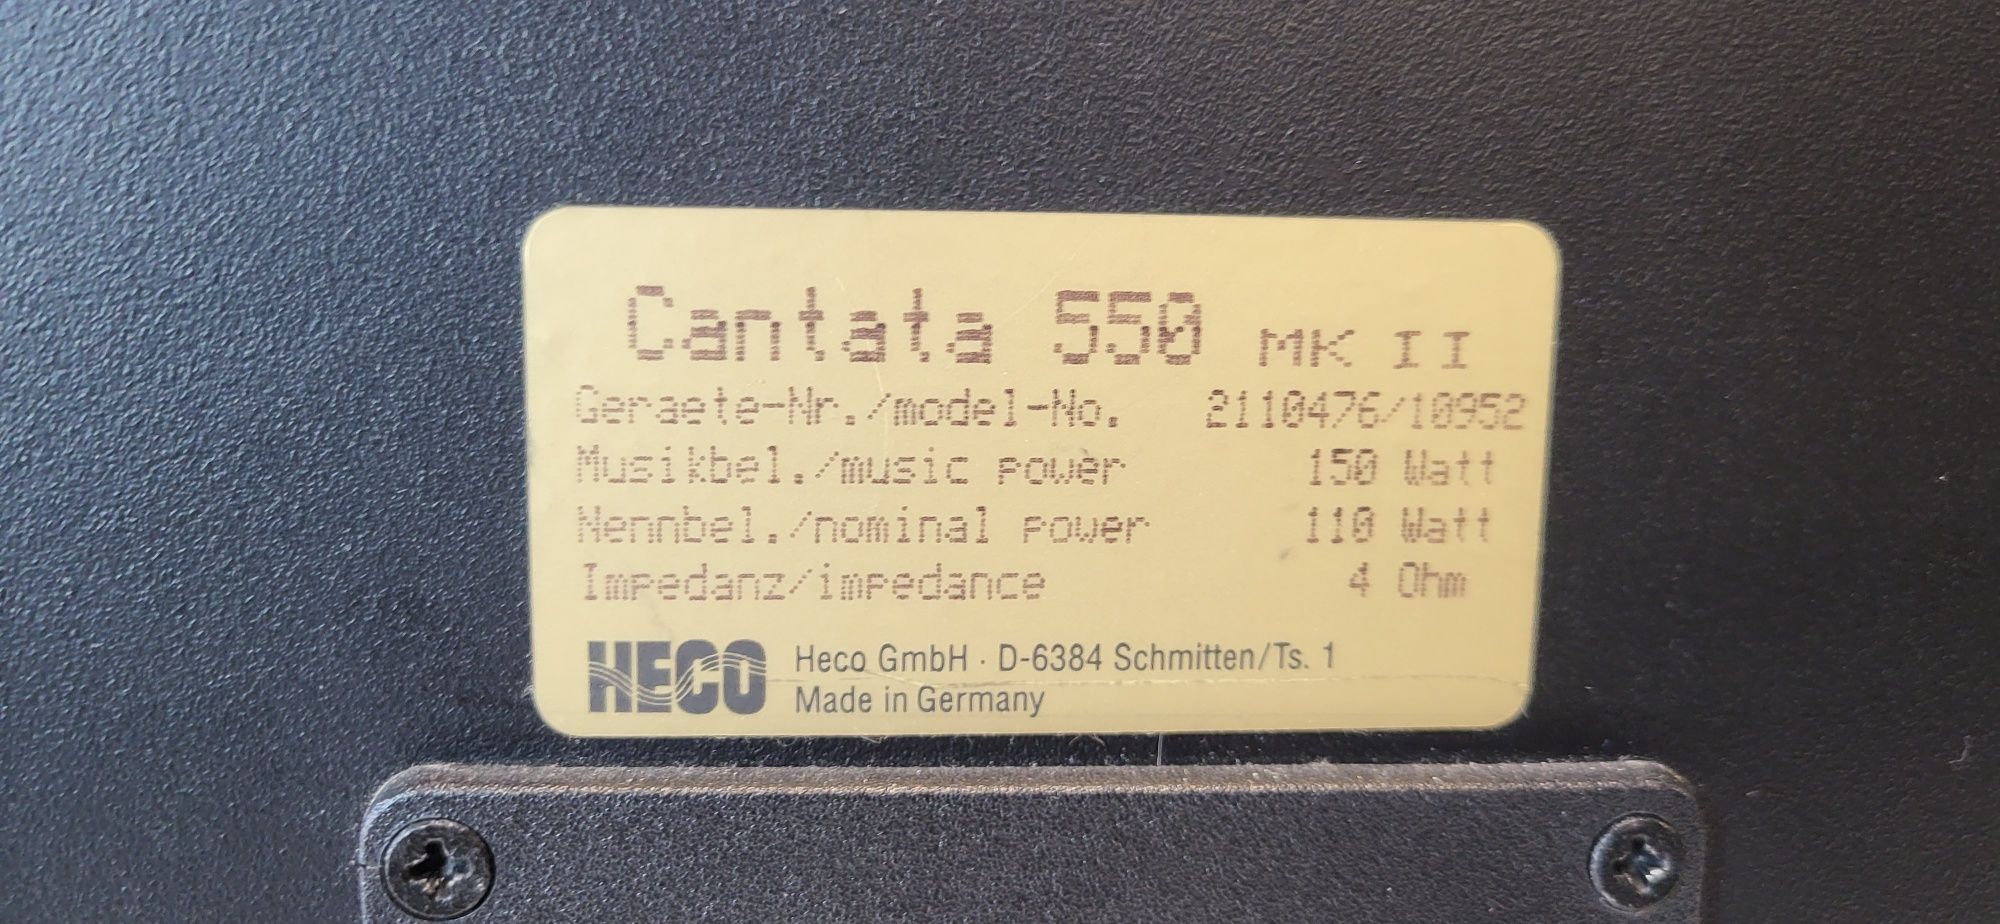 Cantata 550 MK II
Geraete-Nr./model-No. 2110476/10952
Musikbel./music power 150 Watt
Nennbel./nominal power 110 Watt
Impedanz/impedance 4 Ohm
HECO
Heco GmbH · D-6384 Schmitten/Ts. 1
Made in Germany